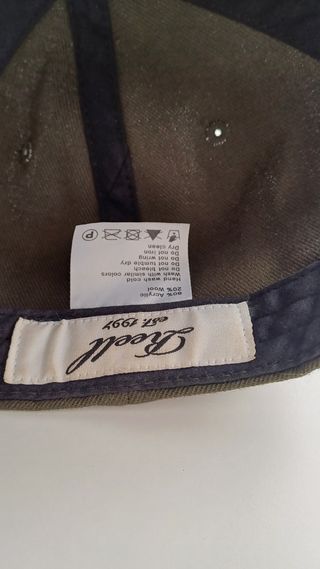 Reell
est. 1997
80% Acrylic
20% Wool
Hand wash cold
Wash with similar colors
Do not bleach
Do not tumble dry
Do not wring
Do not iron
Dry clean
P